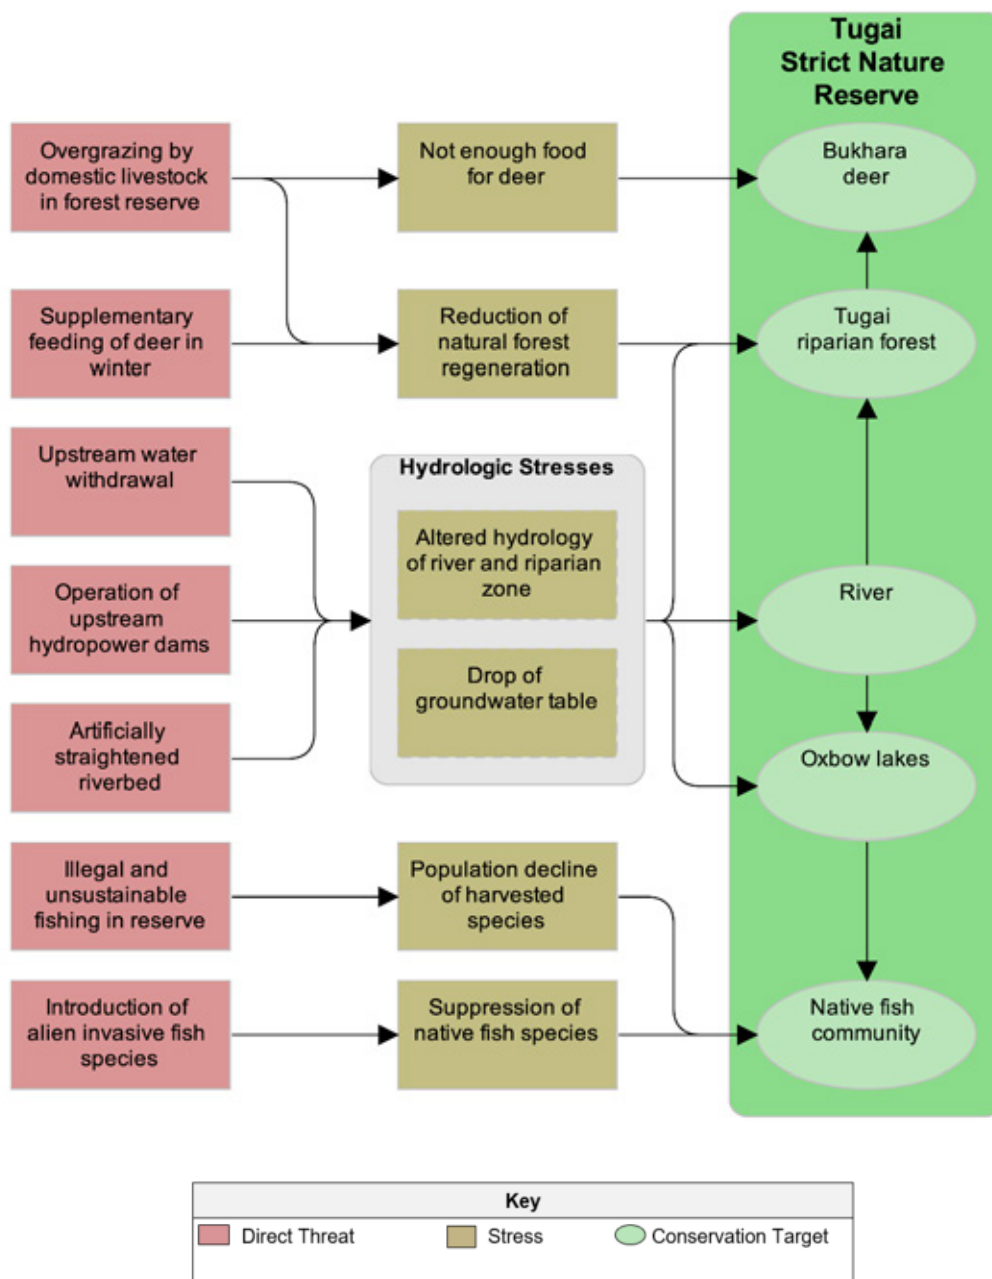 Tugai
Strict Nature
Reserve
Overgrazing by
domestic livestock
in forest reserve
Not enough food
for deer
Bukhara
deer
Supplementary
feeding of deer in
winter
Reduction of
natural forest
regeneration
Tugai
riparian forest
Upstream water
withdrawal
Hydrologic Stresses
Altered hydrology
of river and riparian
zone
Operation of
upstream
hydropower dams
River
Drop of
groundwater table
Artificially
straightened
riverbed
Oxbow lakes
Illegal and
unsustainable
fishing in reserve
Population decline
of harvested
species
Introduction of
alien invasive fish
species
Suppression of
native fish species
Native fish
community
Key
Direct Threat
Stress
Conservation Target